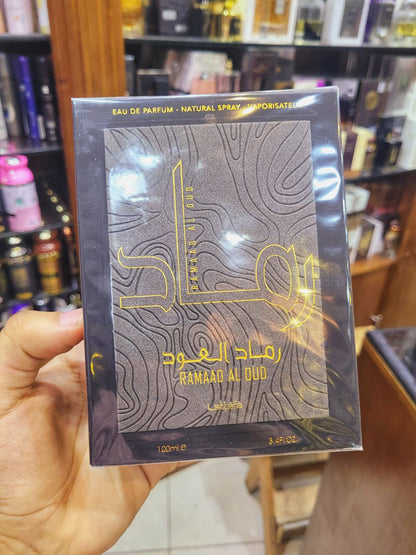 EAU DE PARFUM - NATURAL SPRAY - VAPORISATEUR
RAMAAD AL OUD
رماد العود
RAMAAD AL OUD
Lattafa
100ml.e 3.4Fl.OZ